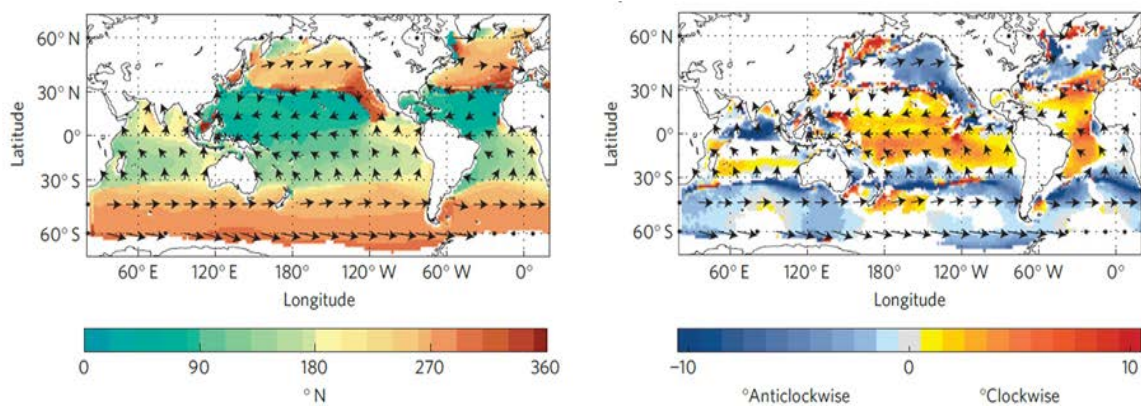 60° N
30° N
0°
30° S
60° S
Latitude
60° E
120° E
180°
120° W
60° W
0°
Longitude
0
90
180
270
360
° N
60° N
30° N
0°
30° S
60° S
Latitude
60° E
120° E
180°
120° W
60° W
0°
Longitude
−10
0
10
°Anticlockwise
°Clockwise